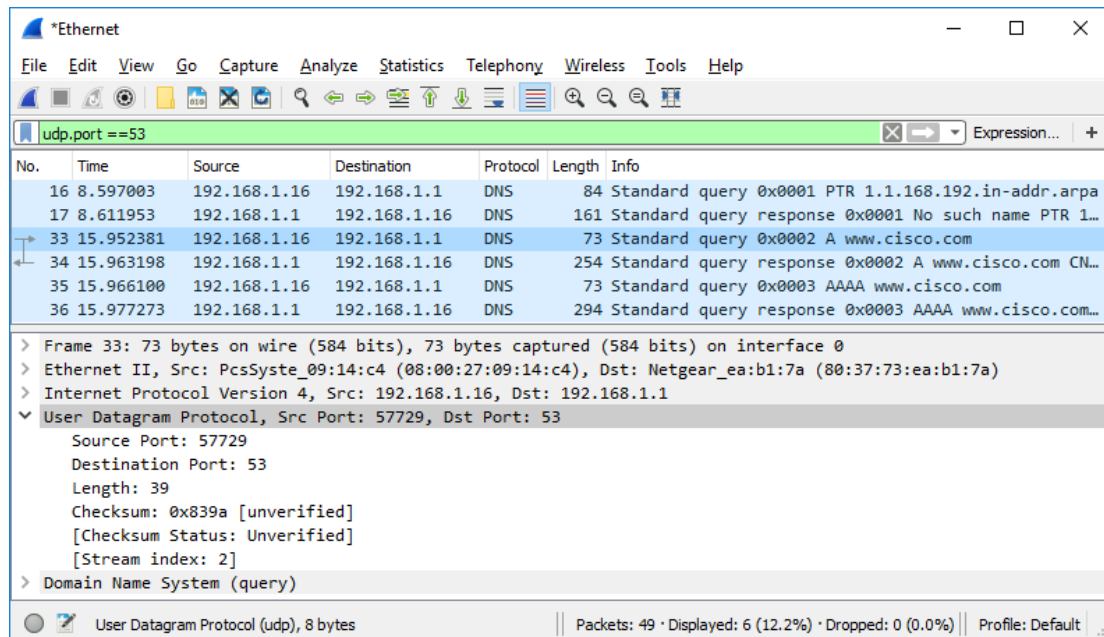 *Ethernet
File Edit View Go Capture Analyze Statistics Telephony Wireless Tools Help
udp.port ==53 Expression... +
No. Time Source Destination Protocol Length Info
16 8.597003 192.168.1.16 192.168.1.1 DNS 84 Standard query 0x0001 PTR 1.1.168.192.in-addr.arpa
17 8.611953 192.168.1.1 192.168.1.16 DNS 161 Standard query response 0x0001 No such name PTR 1…
33 15.952381 192.168.1.16 192.168.1.1 DNS 73 Standard query 0x0002 A www.cisco.com
34 15.963198 192.168.1.1 192.168.1.16 DNS 254 Standard query response 0x0002 A www.cisco.com CN…
35 15.966100 192.168.1.16 192.168.1.1 DNS 73 Standard query 0x0003 AAAA www.cisco.com
36 15.977273 192.168.1.1 192.168.1.16 DNS 294 Standard query response 0x0003 AAAA www.cisco.com…
> Frame 33: 73 bytes on wire (584 bits), 73 bytes captured (584 bits) on interface 0
> Ethernet II, Src: PcsSyste_09:14:c4 (08:00:27:09:14:c4), Dst: Netgear_ea:b1:7a (80:37:73:ea:b1:7a)
> Internet Protocol Version 4, Src: 192.168.1.16, Dst: 192.168.1.1
User Datagram Protocol, Src Port: 57729, Dst Port: 53
Source Port: 57729
Destination Port: 53
Length: 39
Checksum: 0x839a [unverified]
[Checksum Status: Unverified]
[Stream index: 2]
> Domain Name System (query)
User Datagram Protocol (udp), 8 bytes Packets: 49 · Displayed: 6 (12.2%) · Dropped: 0 (0.0%) Profile: Default